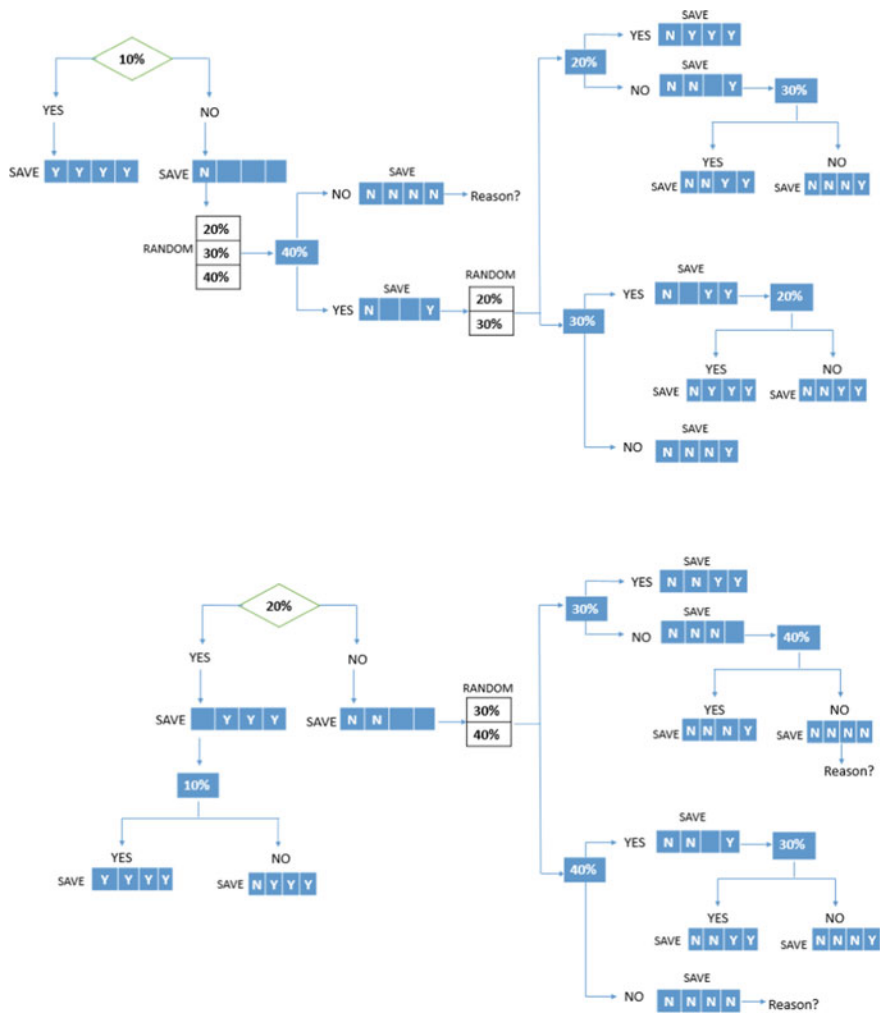 10%
YES
NO
SAVE Y Y Y Y
SAVE N
RANDOM
20%
30%
40%
40%
NO
SAVE
N N N N
Reason?
YES
SAVE
N Y
RANDOM
20%
30%
20%
YES
SAVE
N Y Y Y
NO
SAVE
N N Y
30%
YES
NO
SAVE N N Y Y
SAVE N N N Y
30%
YES
SAVE
N Y Y
20%
YES
NO
SAVE N Y Y Y
SAVE N N Y Y
NO
SAVE
N N N Y
20%
YES
NO
SAVE Y Y Y
SAVE N N
10%
YES
NO
SAVE Y Y Y Y
SAVE N Y Y Y
RANDOM
30%
40%
30%
YES
SAVE
N N Y Y
NO
SAVE
N N N
40%
YES
NO
SAVE N N N Y
SAVE N N N N
Reason?
40%
YES
SAVE
N N Y
30%
YES
NO
SAVE N N Y Y
SAVE N N N Y
NO
SAVE
N N N N
Reason?